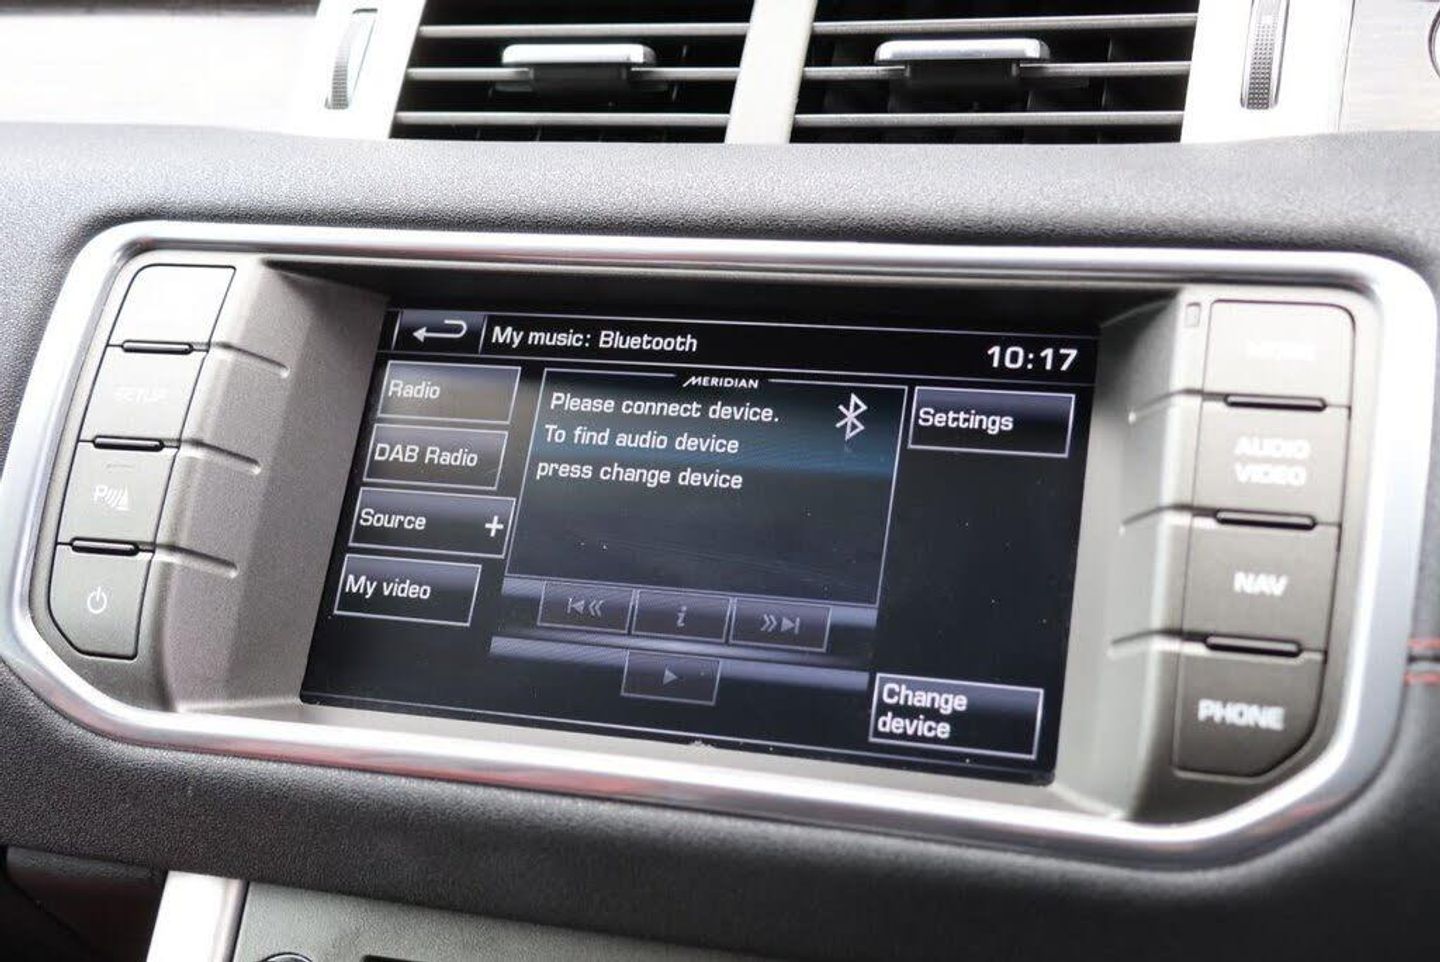 My music: Bluetooth
10:17
MERIDIAN
Radio
Please connect device.
Settings
To find audio device
DAB Radio
press change device
Source +
My video
i
Change
device
SETUP
P
AUDIO
VIDEO
NAV
PHONE